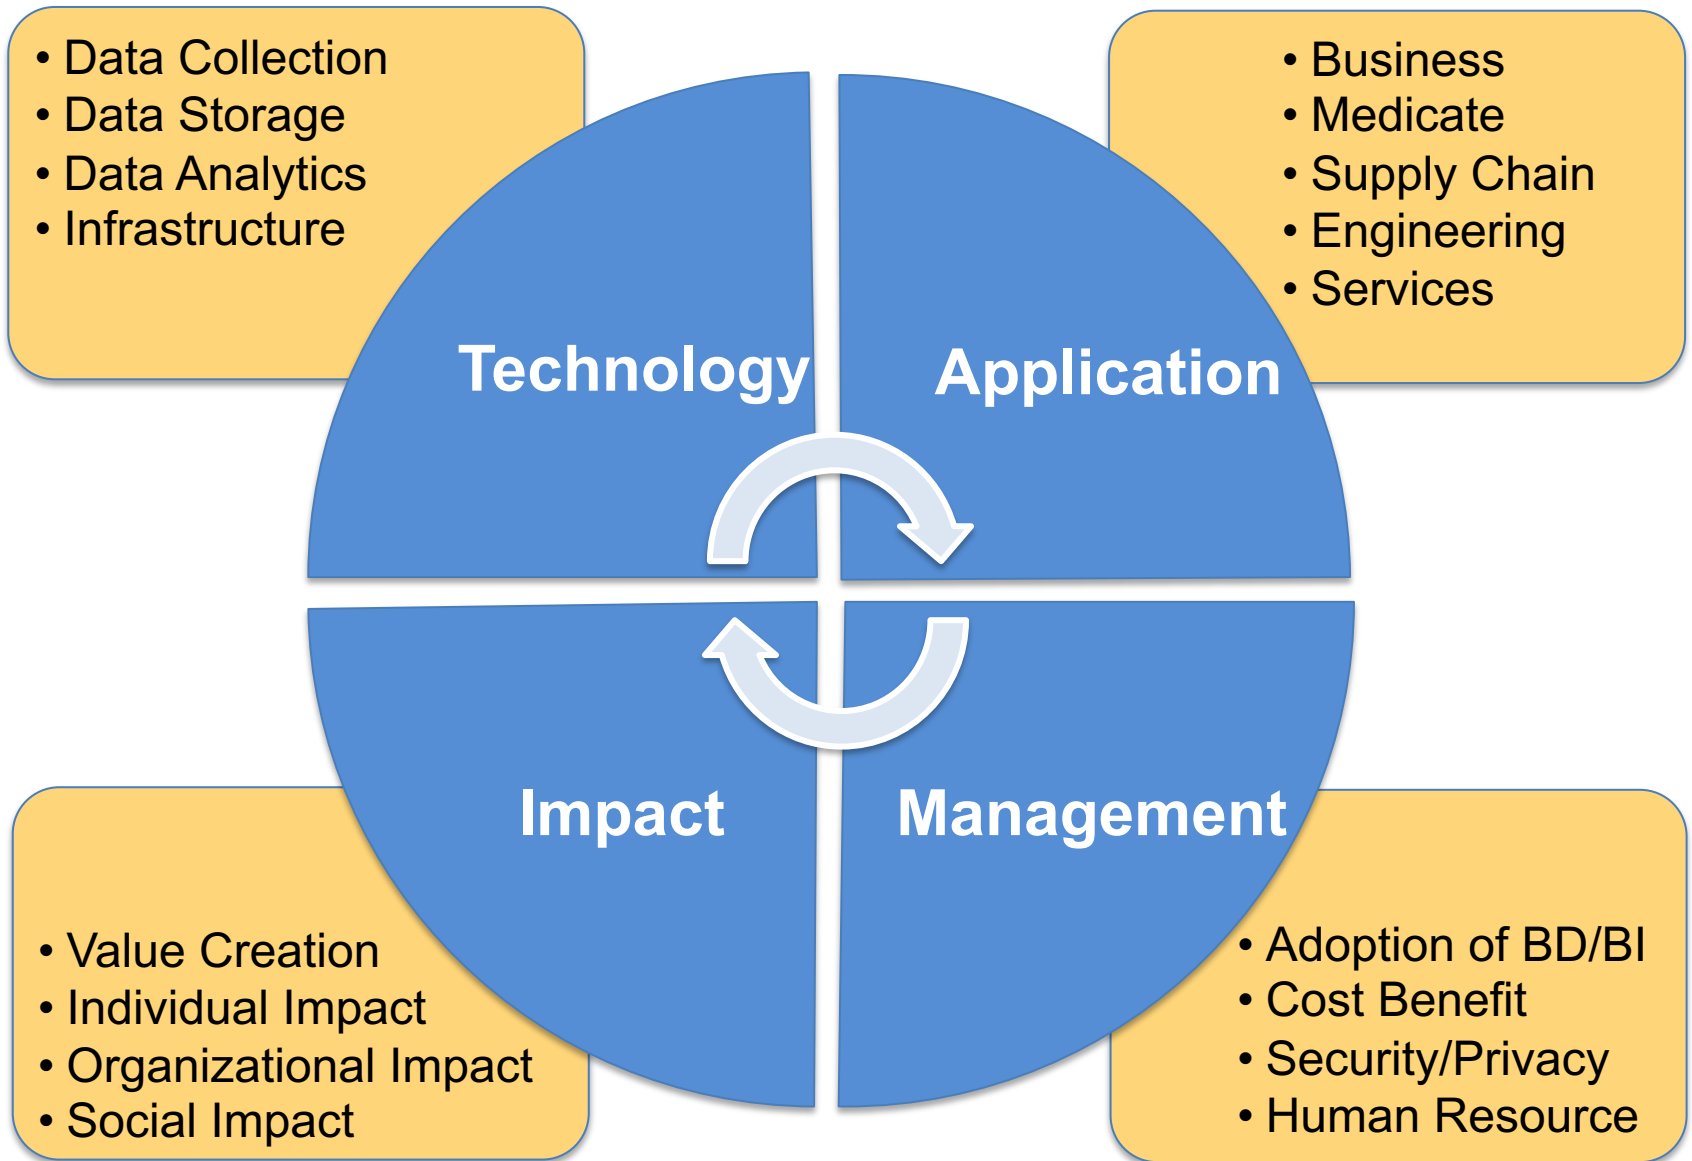 • Data Collection
• Data Storage
• Data Analytics
• Infrastructure
• Business
• Medicate
• Supply Chain
• Engineering
• Services
Technology
Application
Impact
Management
• Value Creation
• Individual Impact
• Organizational Impact
• Social Impact
• Adoption of BD/BI
• Cost Benefit
• Security/Privacy
• Human Resource